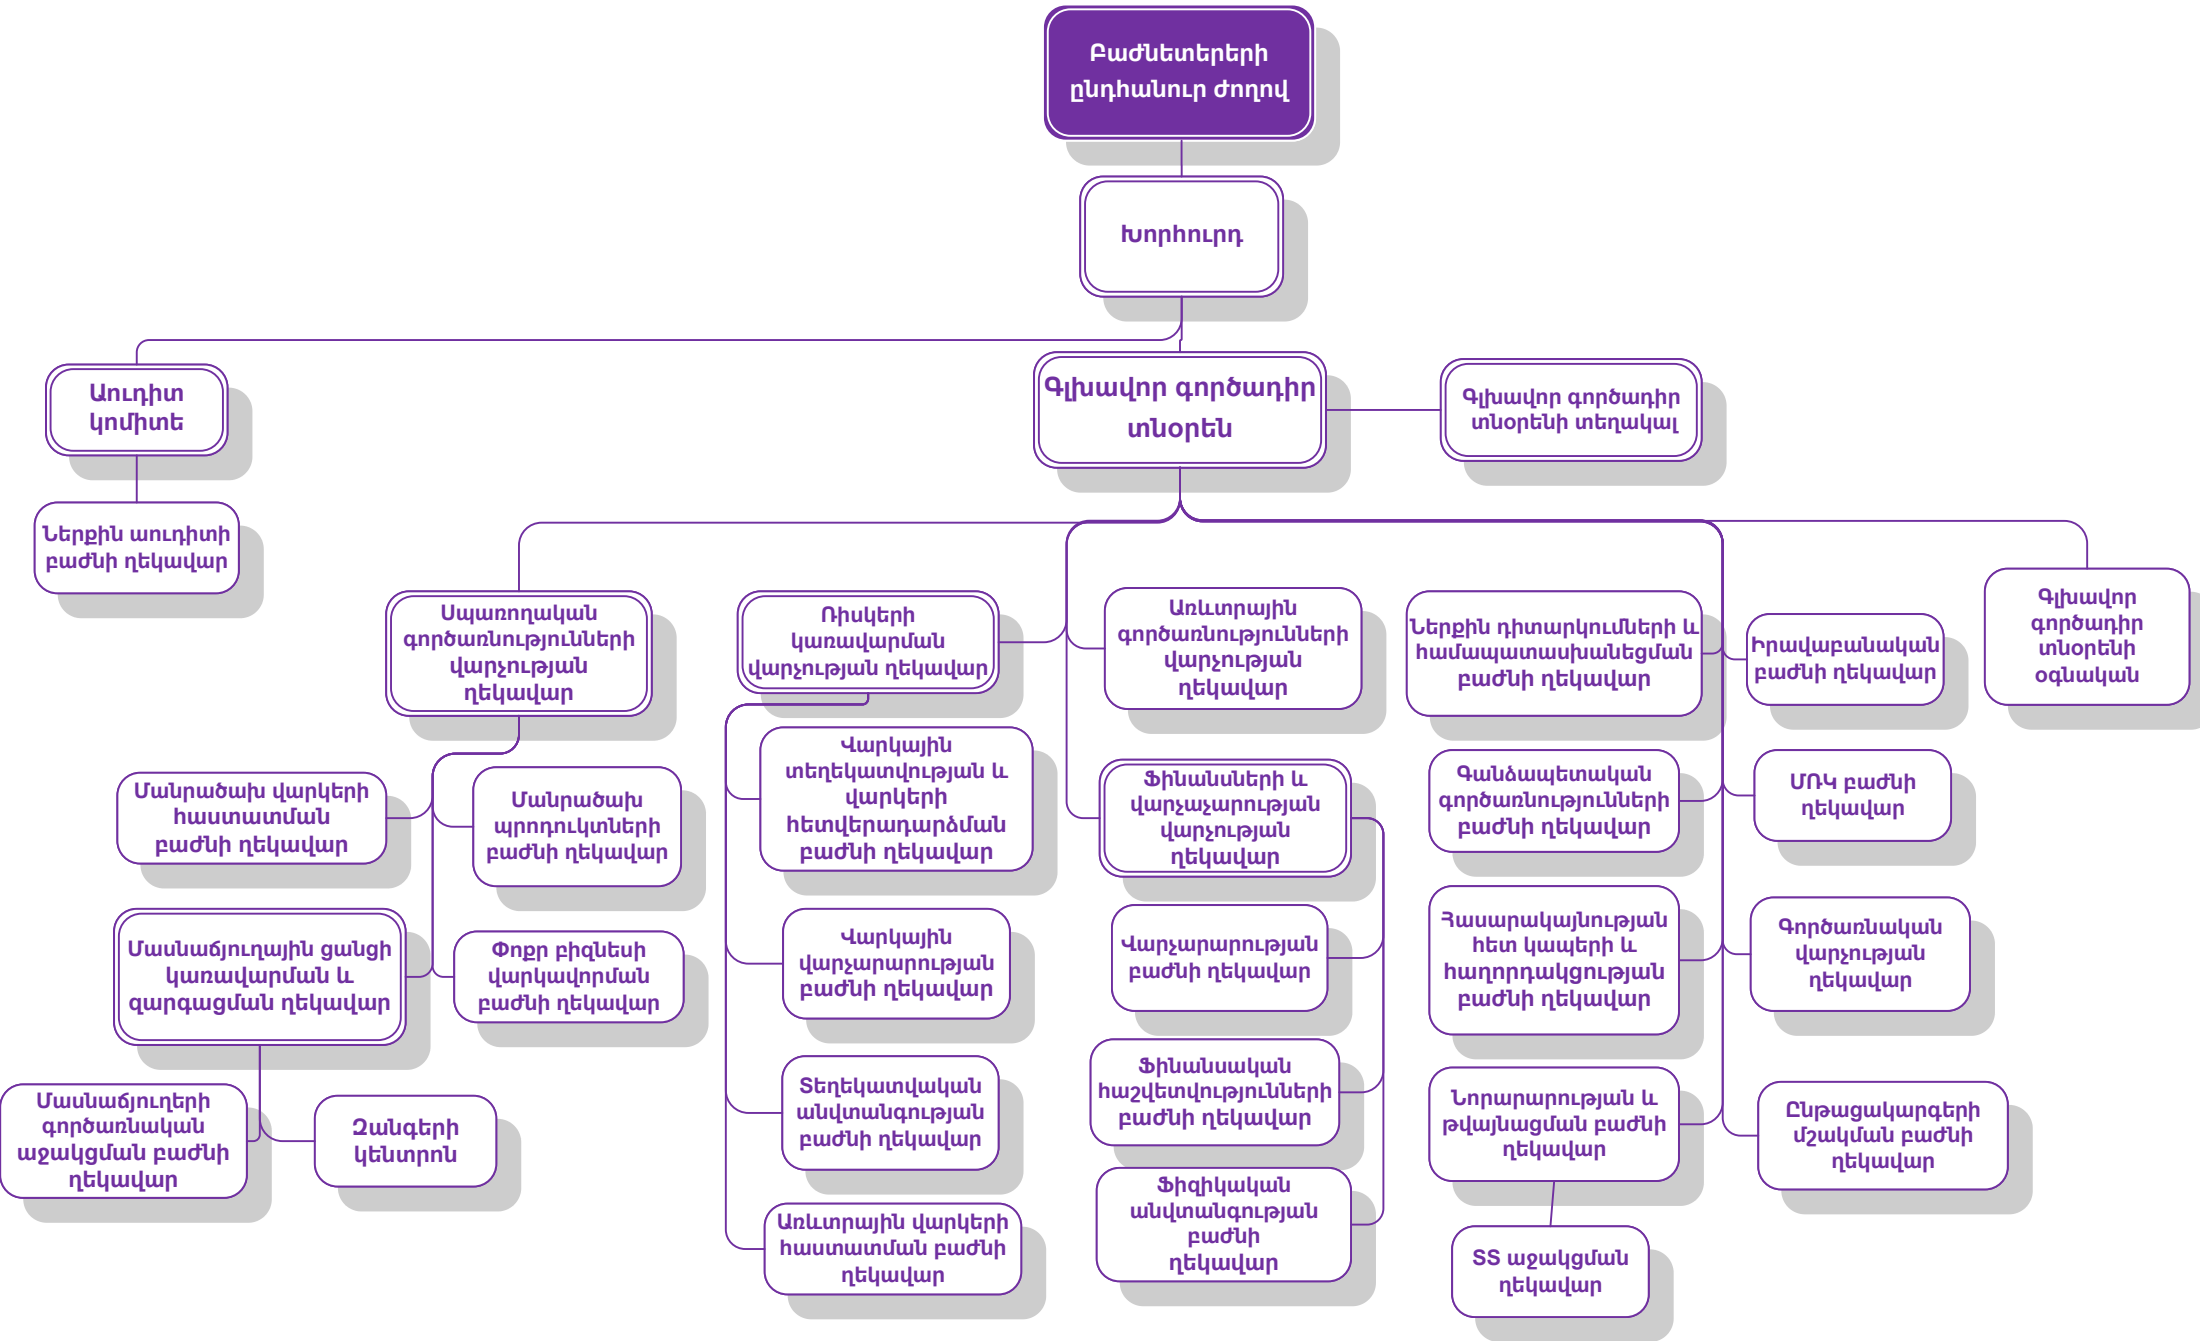 Բաժնետերերի
ընդհանուր ժողով
Խորհուրդ
Աուդիտ
կոմիտե
Գլխավոր գործադիր
տնօրեն
Գլխավոր գործադիր
տնօրենի տեղակալ
Ներքին աուդիտի
բաժնի ղեկավար
Սպառողական
գործառնությունների
վարչության
ղեկավար
Ռիսկերի
կառավարման
վարչության ղեկավար
Առևտրային
գործառնությունների
վարչության
ղեկավար
Ներքին դիտարկումների և
համապատասխանեցման
բաժնի ղեկավար
Իրավաբանական
բաժնի ղեկավար
Գլխավոր
գործադիր
տնօրենի
օգնական
Մանրածախ վարկերի
հաստատման
բաժնի ղեկավար
Մանրածախ
պրոդուկտների
բաժնի ղեկավար
Վարկային
տեղեկատվության և
վարկերի
հետվերադարձման
բաժնի ղեկավար
Ֆինանսների և
վարչաչարության
վարչության
ղեկավար
Գանձապետական
գործառնությունների
բաժնի ղեկավար
ՄՌԿ բաժնի
ղեկավար
Մասնաճյուղային ցանցի
կառավարման և
զարգացման ղեկավար
Փոքր բիզնեսի
վարկավորման
բաժնի ղեկավար
Վարկային
վարչարարության
բաժնի ղեկավար
Վարչարարության
բաժնի ղեկավար
Հասարակայնության
հետ կապերի և
հաղորդակցության
բաժնի ղեկավար
Գործառնական
վարչության
ղեկավար
Մասնաճյուղերի
գործառնական
աջակցման բաժնի
ղեկավար
Զանգերի
կենտրոն
Տեղեկատվական
անվտանգության
բաժնի ղեկավար
Ֆինանսական
հաշվետվությունների
բաժնի ղեկավար
Նորարարության և
թվայնացման բաժնի
ղեկավար
Ընթացակարգերի
մշակման բաժնի
ղեկավար
Առևտրային վարկերի
հաստատման բաժնի
ղեկավար
Ֆիզիկական
անվտանգության
բաժնի
ղեկավար
ՏՏ աջակցման
ղեկավար